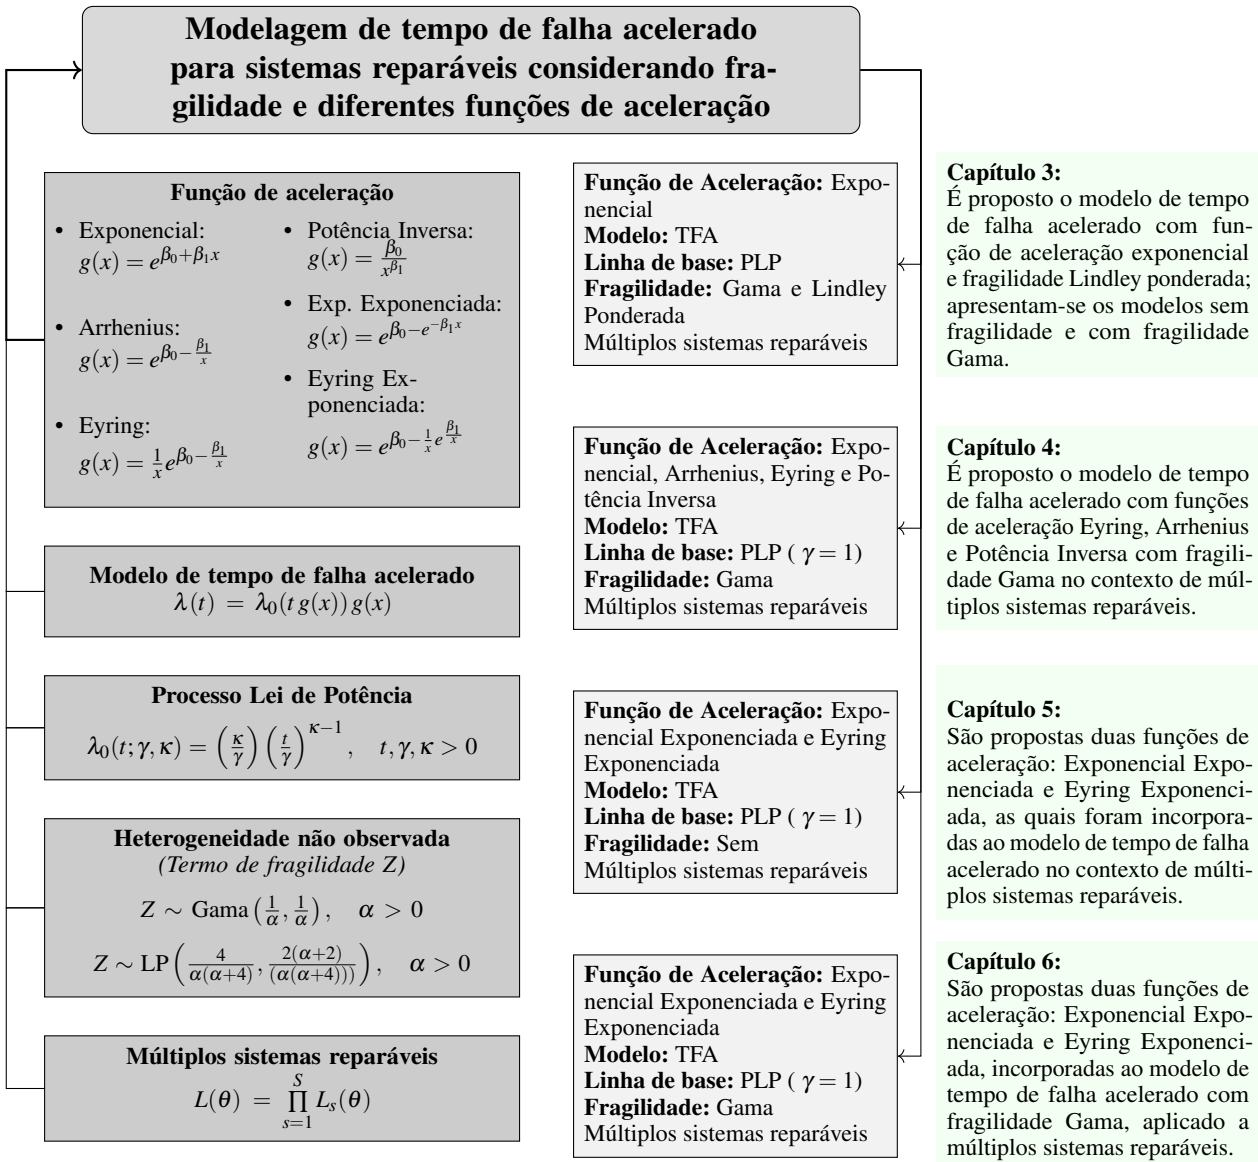 Modelagem de tempo de falha acelerado
para sistemas reparáveis considerando fra-
gilidade e diferentes funções de aceleração
Função de aceleração
• Exponencial:
g(x) = e^{β₀+β₁x}
• Arrhenius:
g(x) = e^{β₀−\frac{β₁}{x}}
• Eyring:
g(x) = \frac{1}{x}e^{β₀−\frac{β₁}{x}}
• Potência Inversa:
g(x) = \frac{β₀}{x^{β₁}}
• Exp. Exponenciada:
g(x) = e^{β₀−e^{−β₁x}}
• Eyring Ex-
ponenciada:
g(x) = e^{β₀−\frac{1}{x}e^{\frac{β₁}{x}}}
Modelo de tempo de falha acelerado
λ(t) = λ₀(t g(x)) g(x)
Processo Lei de Potência
λ₀(t; γ, κ) = (\frac{κ}{γ}) (\frac{t}{γ})^{κ−1}, t, γ, κ > 0
Heterogeneidade não observada
(Termo de fragilidade Z)
Z ∼ Gama (\frac{1}{α}, \frac{1}{α}), α > 0
Z ∼ LP (\frac{4}{α(α+4)}, \frac{2(α+2)}{(α(α+4)))}), α > 0
Múltiplos sistemas reparáveis
L(θ) = ∏_{s=1}^{S} L_s(θ)
Função de Aceleração: Expo-
nencial
Modelo: TFA
Linha de base: PLP
Fragilidade: Gama e Lindley
Ponderada
Múltiplos sistemas reparáveis
Função de Aceleração: Ex-
ponencial, Arrhenius, Eyring e Po-
tência Inversa
Modelo: TFA
Linha de base: PLP ( γ = 1)
Fragilidade: Gama
Múltiplos sistemas reparáveis
Função de Aceleração: Expo-
nencial Exponenciada e Eyring
Exponenciada
Modelo: TFA
Linha de base: PLP ( γ = 1)
Fragilidade: Sem
Múltiplos sistemas reparáveis
Função de Aceleração: Expo-
nencial Exponenciada e Eyring
Exponenciada
Modelo: TFA
Linha de base: PLP ( γ = 1)
Fragilidade: Gama
Múltiplos sistemas reparáveis
Capítulo 3:
É proposto o modelo de tempo
de falha acelerado com fun-
ção de aceleração exponencial
e fragilidade Lindley ponderada;
apresentam-se os modelos sem
fragilidade e com fragilidade
Gama.
Capítulo 4:
É proposto o modelo de tempo
de falha acelerado com funções
de aceleração Eyring, Arrhenius
e Potência Inversa com fragili-
dade Gama no contexto de múl-
tiplos sistemas reparáveis.
Capítulo 5:
São propostas duas funções de
aceleração: Exponencial Expo-
nenciada e Eyring Exponenci-
ada, as quais foram incorpora-
das ao modelo de tempo de falha
acelerado no contexto de múlti-
plos sistemas reparáveis.
Capítulo 6:
São propostas duas funções de
aceleração: Exponencial Expo-
nenciada e Eyring Exponenci-
ada, incorporadas ao modelo de
tempo de falha acelerado com
fragilidade Gama, aplicado a
múltiplos sistemas reparáveis.